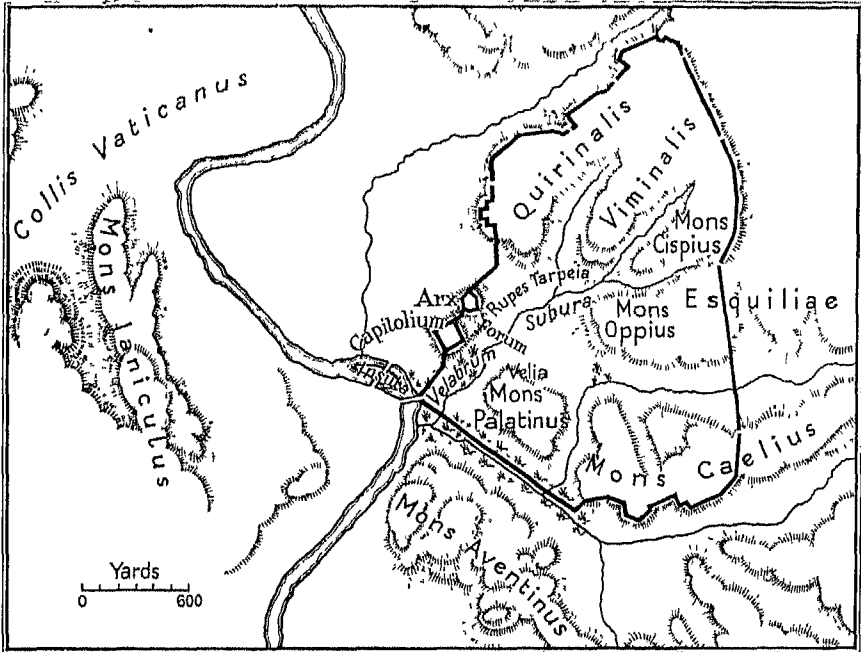 Collis Vaticanus
Mons Ianiculus
Quirinalis
Viminalis
Mons
Cispius
Esquiliae
Mons
Oppius
Subura
Rupes Tarpeia
Arx
Capitolium
Forum
Velabrum
Insula
Velia
Mons
Palatinus
Mons Caelius
Mons Aventinus
Yards
0 600